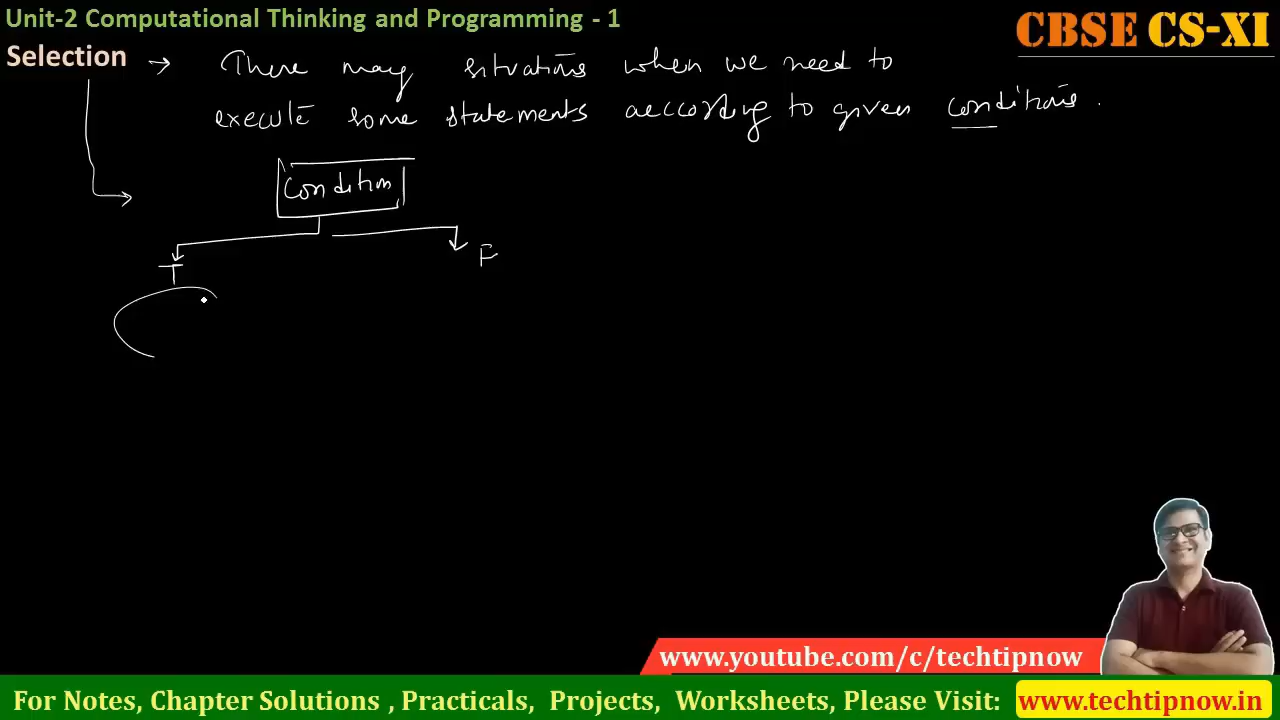 Unit-2 Computational Thinking and Programming - 1
CBSE CS-XI
Selection → There may situations when we need to
execute some statements according to given conditions.
Condition
T
F
www.youtube.com/c/techtipnow
For Notes, Chapter Solutions , Practicals, Projects, Worksheets, Please Visit: www.techtipnow.in